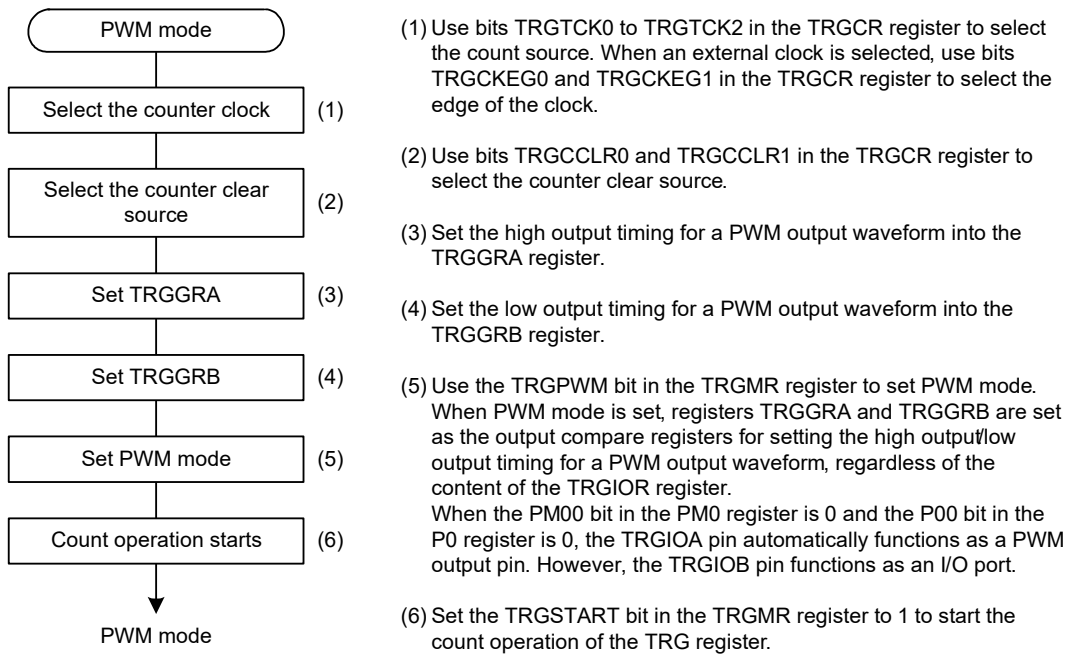 PWM mode
Select the counter clock
(1)
Select the counter clear
source
(2)
Set TRGGRA
(3)
Set TRGGRB
(4)
Set PWM mode
(5)
Count operation starts
(6)
PWM mode
(1) Use bits TRGTCK0 to TRGTCK2 in the TRGCR register to select
the count source. When an external clock is selected, use bits
TRGCKEG0 and TRGCKEG1 in the TRGCR register to select the
edge of the clock.
(2) Use bits TRGCCLR0 and TRGCCLR1 in the TRGCR register to
select the counter clear source.
(3) Set the high output timing for a PWM output waveform into the
TRGGRA register.
(4) Set the low output timing for a PWM output waveform into the
TRGGRB register.
(5) Use the TRGPWM bit in the TRGMR register to set PWM mode.
When PWM mode is set, registers TRGGRA and TRGGRB are set
as the output compare registers for setting the high output/low
output timing for a PWM output waveform, regardless of the
content of the TRGIOR register.
When the PM00 bit in the PM0 register is 0 and the P00 bit in the
P0 register is 0, the TRGIOA pin automatically functions as a PWM
output pin. However, the TRGIOB pin functions as an I/O port.
(6) Set the TRGSTART bit in the TRGMR register to 1 to start the
count operation of the TRG register.